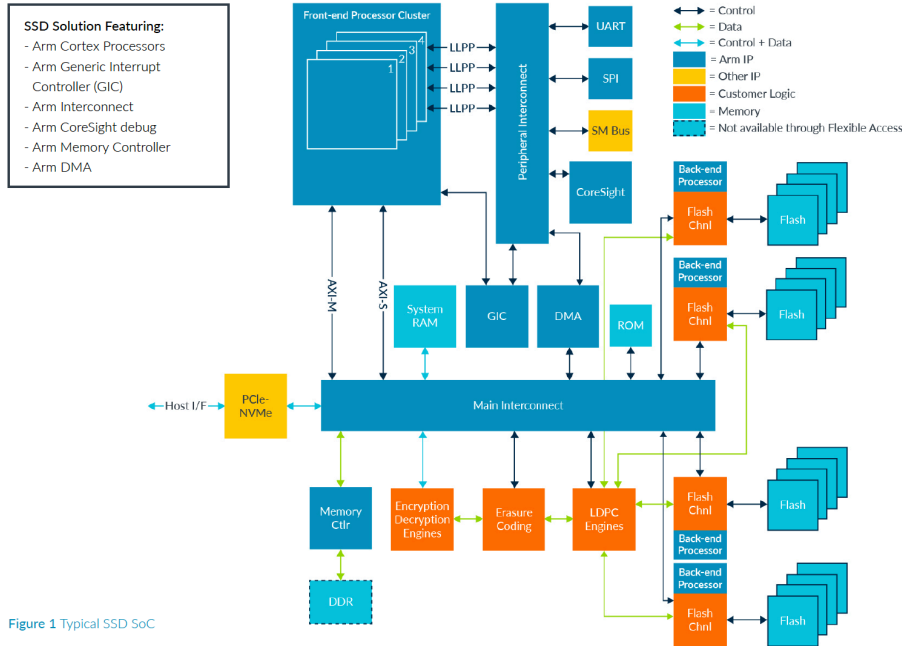 SSD Solution Featuring:
- Arm Cortex Processors
- Arm Generic Interrupt
Controller (GIC)
- Arm Interconnect
- Arm CoreSight debug
- Arm Memory Controller
- Arm DMA
Front-end Processor Cluster
1
2
3
4
LLPP
LLPP
LLPP
LLPP
Peripheral Interconnect
UART
SPI
SM Bus
CoreSight
= Control
= Data
= Control + Data
= Arm IP
= Other IP
= Customer Logic
= Memory
= Not available through Flexible Access
AXI-M
AXI-S
System
RAM
GIC
DMA
ROM
Back-end
Processor
Flash
Chnl
Flash
Back-end
Processor
Flash
Chnl
Flash
Host I/F
PCIe-
NVMe
Main Interconnect
Memory
Ctlr
Encryption
Decryption
Engines
Erasure
Coding
LDPC
Engines
Flash
Chnl
Back-end
Processor
Flash
Back-end
Processor
Flash
Chnl
Flash
DDR
Figure 1 Typical SSD SoC